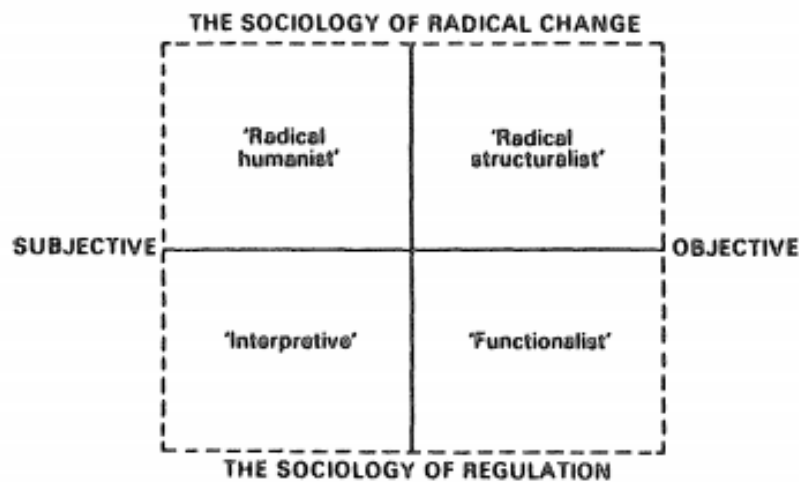 THE SOCIOLOGY OF RADICAL CHANGE
'Radical
humanist'
'Radical
structuralist'
SUBJECTIVE
OBJECTIVE
'Interpretive'
'Functionalist'
THE SOCIOLOGY OF REGULATION